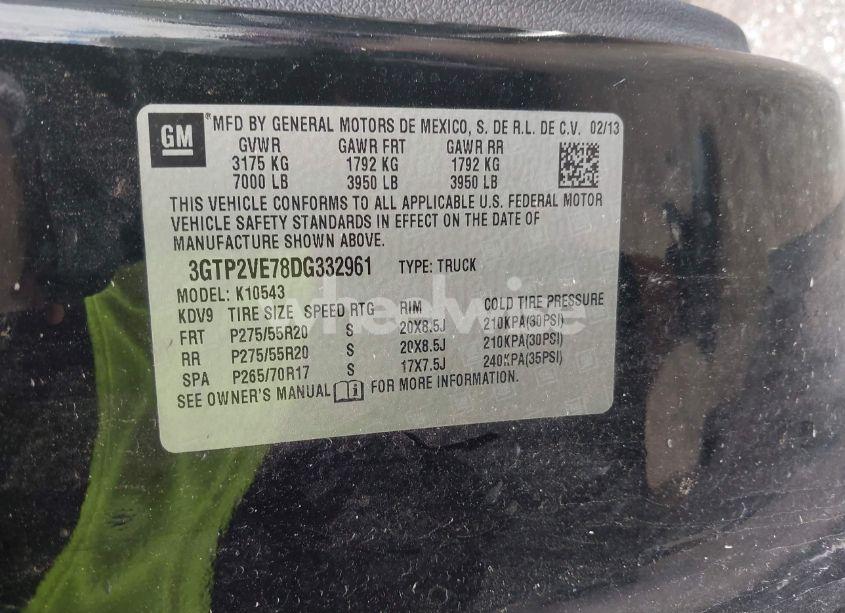 GM ® MFD BY GENERAL MOTORS DE MEXICO, S. DE R.L. DE C.V. 02/13
GVWR GAWR FRT GAWR RR
3175 KG 1792 KG 1792 KG
7000 LB 3950 LB 3950 LB
THIS VEHICLE CONFORMS TO ALL APPLICABLE U.S. FEDERAL MOTOR
VEHICLE SAFETY STANDARDS IN EFFECT ON THE DATE OF
MANUFACTURE SHOWN ABOVE.
3GTP2VE78DG332961 TYPE: TRUCK
MODEL: K10543
KDV9 TIRE SIZE SPEED RTG RIM COLD TIRE PRESSURE
FRT P275/55R20 S 20X8.5J 210KPA(30PSI)
RR P275/55R20 S 20X8.5J 210KPA(30PSI)
SPA P265/70R17 S 17X7.5J 240KPA(35PSI)
SEE OWNER'S MANUAL FOR MORE INFORMATION.